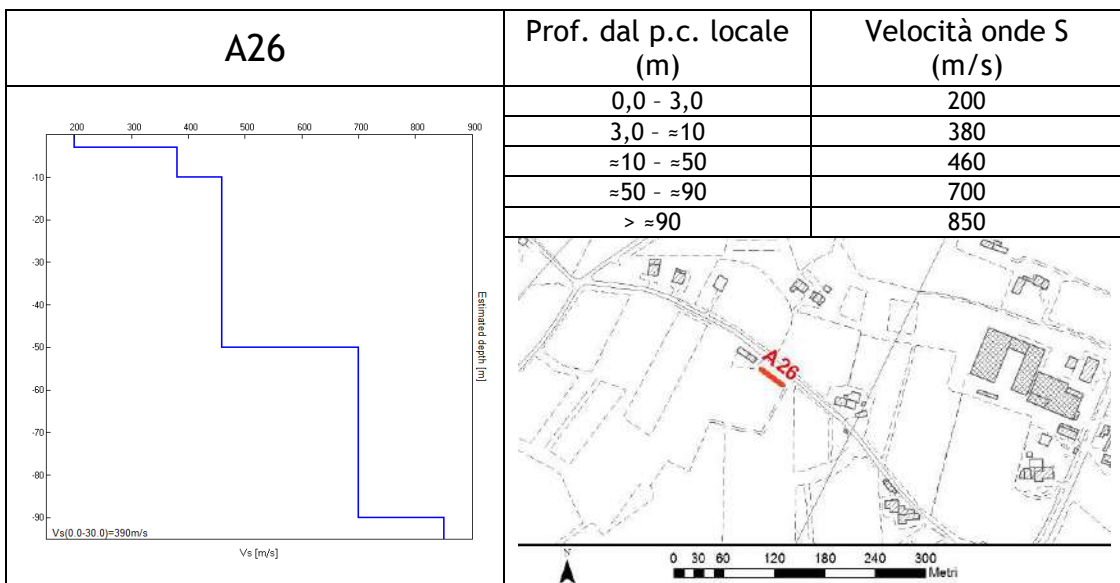 A26
Prof. dal p.c. locale
(m)
Velocità onde S
(m/s)
0,0 – 3,0 200
3,0 – ≈10 380
≈10 – ≈50 460
≈50 – ≈90 700
> ≈90 850
200 300 400 500 600 700 800 900
-10
-20
-30
-40
-50
-60
-70
-80
-90
Estimated depth [m]
Vs(0.0-30.0)=390m/s
Vs [m/s]
A26
N
0 30 60 120 180 240 300
Metri